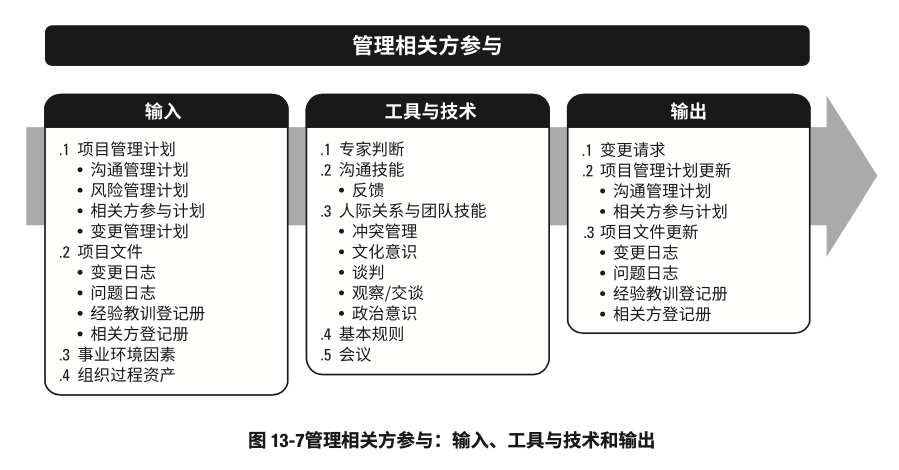 管理相关方参与
输入
.1 项目管理计划
• 沟通管理计划
• 风险管理计划
• 相关方参与计划
• 变更管理计划
.2 项目文件
• 变更日志
• 问题日志
• 经验教训登记册
• 相关方登记册
.3 事业环境因素
.4 组织过程资产
工具与技术
.1 专家判断
.2 沟通技能
• 反馈
.3 人际关系与团队技能
• 冲突管理
• 文化意识
• 谈判
• 观察/交谈
• 政治意识
.4 基本规则
.5 会议
输出
.1 变更请求
.2 项目管理计划更新
• 沟通管理计划
• 相关方参与计划
.3 项目文件更新
• 变更日志
• 问题日志
• 经验教训登记册
• 相关方登记册
图 13-7管理相关方参与：输入、工具与技术和输出